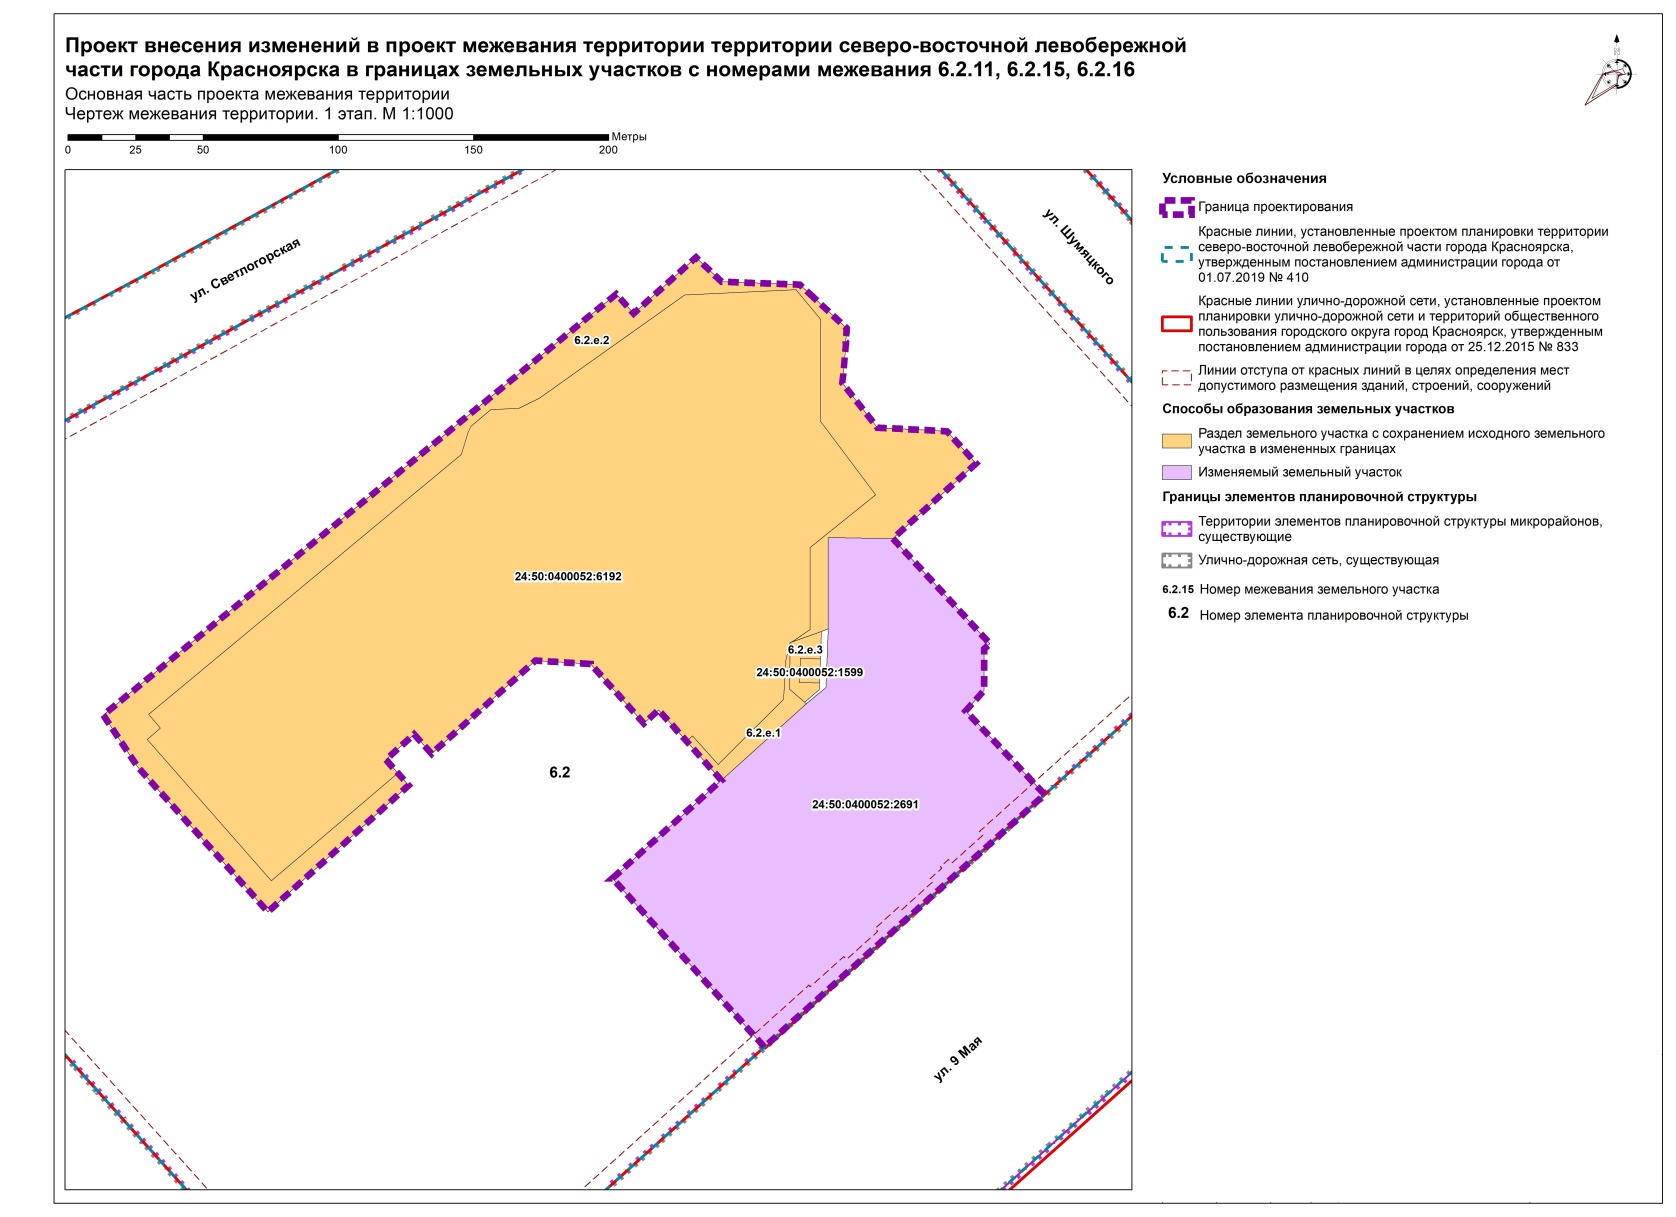 Проект внесения изменений в проект межевания территории территории северо-восточной левобережной
части города Красноярска в границах земельных участков с номерами межевания 6.2.11, 6.2.15, 6.2.16
Основная часть проекта межевания территории
Чертеж межевания территории. 1 этап. М 1:1000
Метры
0 25 50 100 150 200
ул. Светлогорская
ул. Шумяцкого
6.2.е.2
24:50:0400052:6192
6.2.е.3
24:50:0400052:1599
6.2.е.1
6.2
24:50:0400052:2691
ул. 9 Мая
Условные обозначения
Граница проектирования
Красные линии, установленные проектом планировки территории
северо-восточной левобережной части города Красноярска,
утвержденным постановлением администрации города от
01.07.2019 № 410
Красные линии улично-дорожной сети, установленные проектом
планировки улично-дорожной сети и территорий общественного
пользования городского округа город Красноярск, утвержденным
постановлением администрации города от 25.12.2015 № 833
Линии отступа от красных линий в целях определения мест
допустимого размещения зданий, строений, сооружений
Способы образования земельных участков
Раздел земельного участка с сохранением исходного земельного
участка в измененных границах
Изменяемый земельный участок
Границы элементов планировочной структуры
Территории элементов планировочной структуры микрорайонов,
существующие
Улично-дорожная сеть, существующая
6.2.15 Номер межевания земельного участка
6.2 Номер элемента планировочной структуры